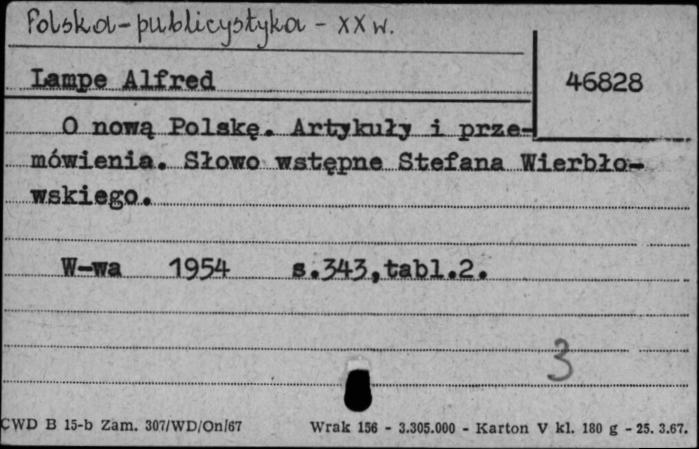 Polska-publicystyka - XX w.
Lampe Alfred
46828
O nową Polskę. Artykuły i prze-
mówienia. Słowo wstępne Stefana Wierbło-
wskiego.
W-wa 1954 s.343,tabl.2.
3
CWD B 15-b Zam. 307/WD/On/67 Wrak 156 - 3.305.000 - Karton V kl. 180 g - 25. 3.67.